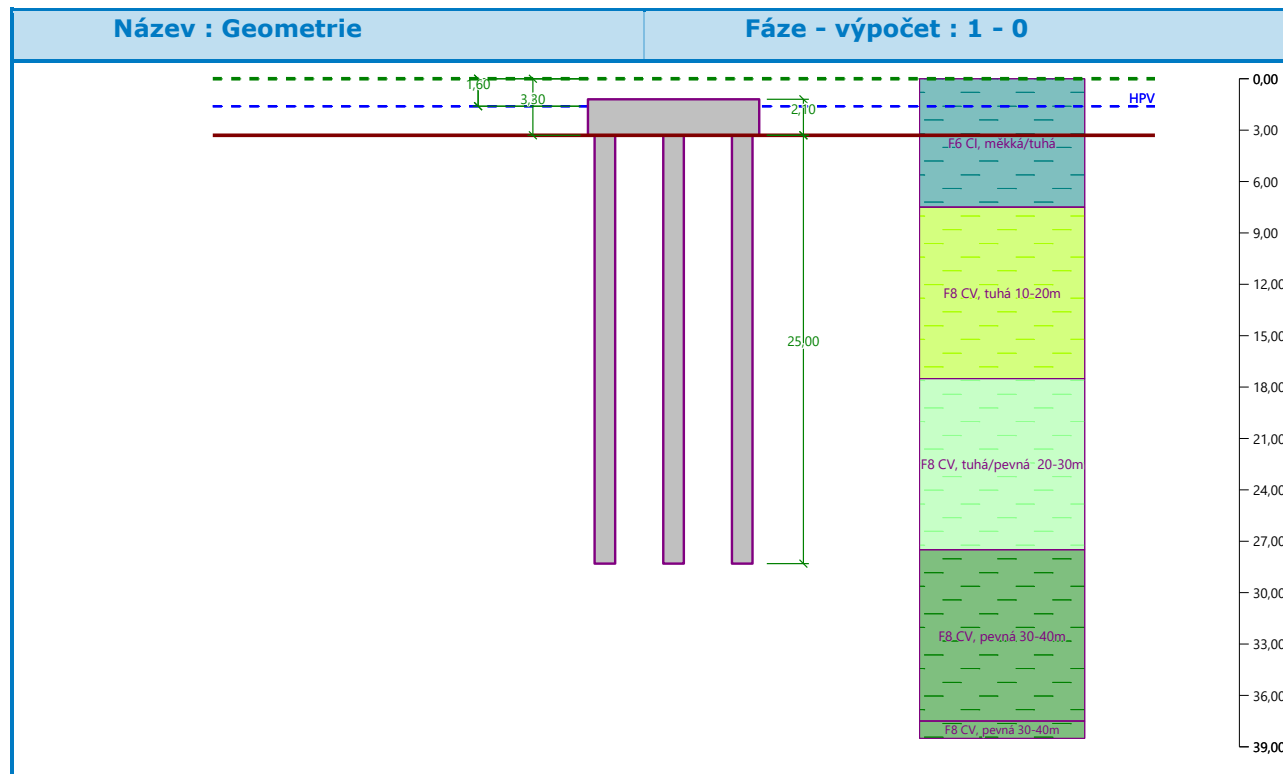 Název : Geometrie
Fáze - výpočet : 1 - 0
1,60
3,30
2,10
HPV
25,00
F6 CI, měkká/tuhá
F8 CV, tuhá 10-20m
F8 CV, tuhá/pevná 20-30m
F8 CV, pevná 30-40m
F8 CV, pevná 30-40m
0,00
3,00
6,00
9,00
12,00
15,00
18,00
21,00
24,00
27,00
30,00
33,00
36,00
39,00